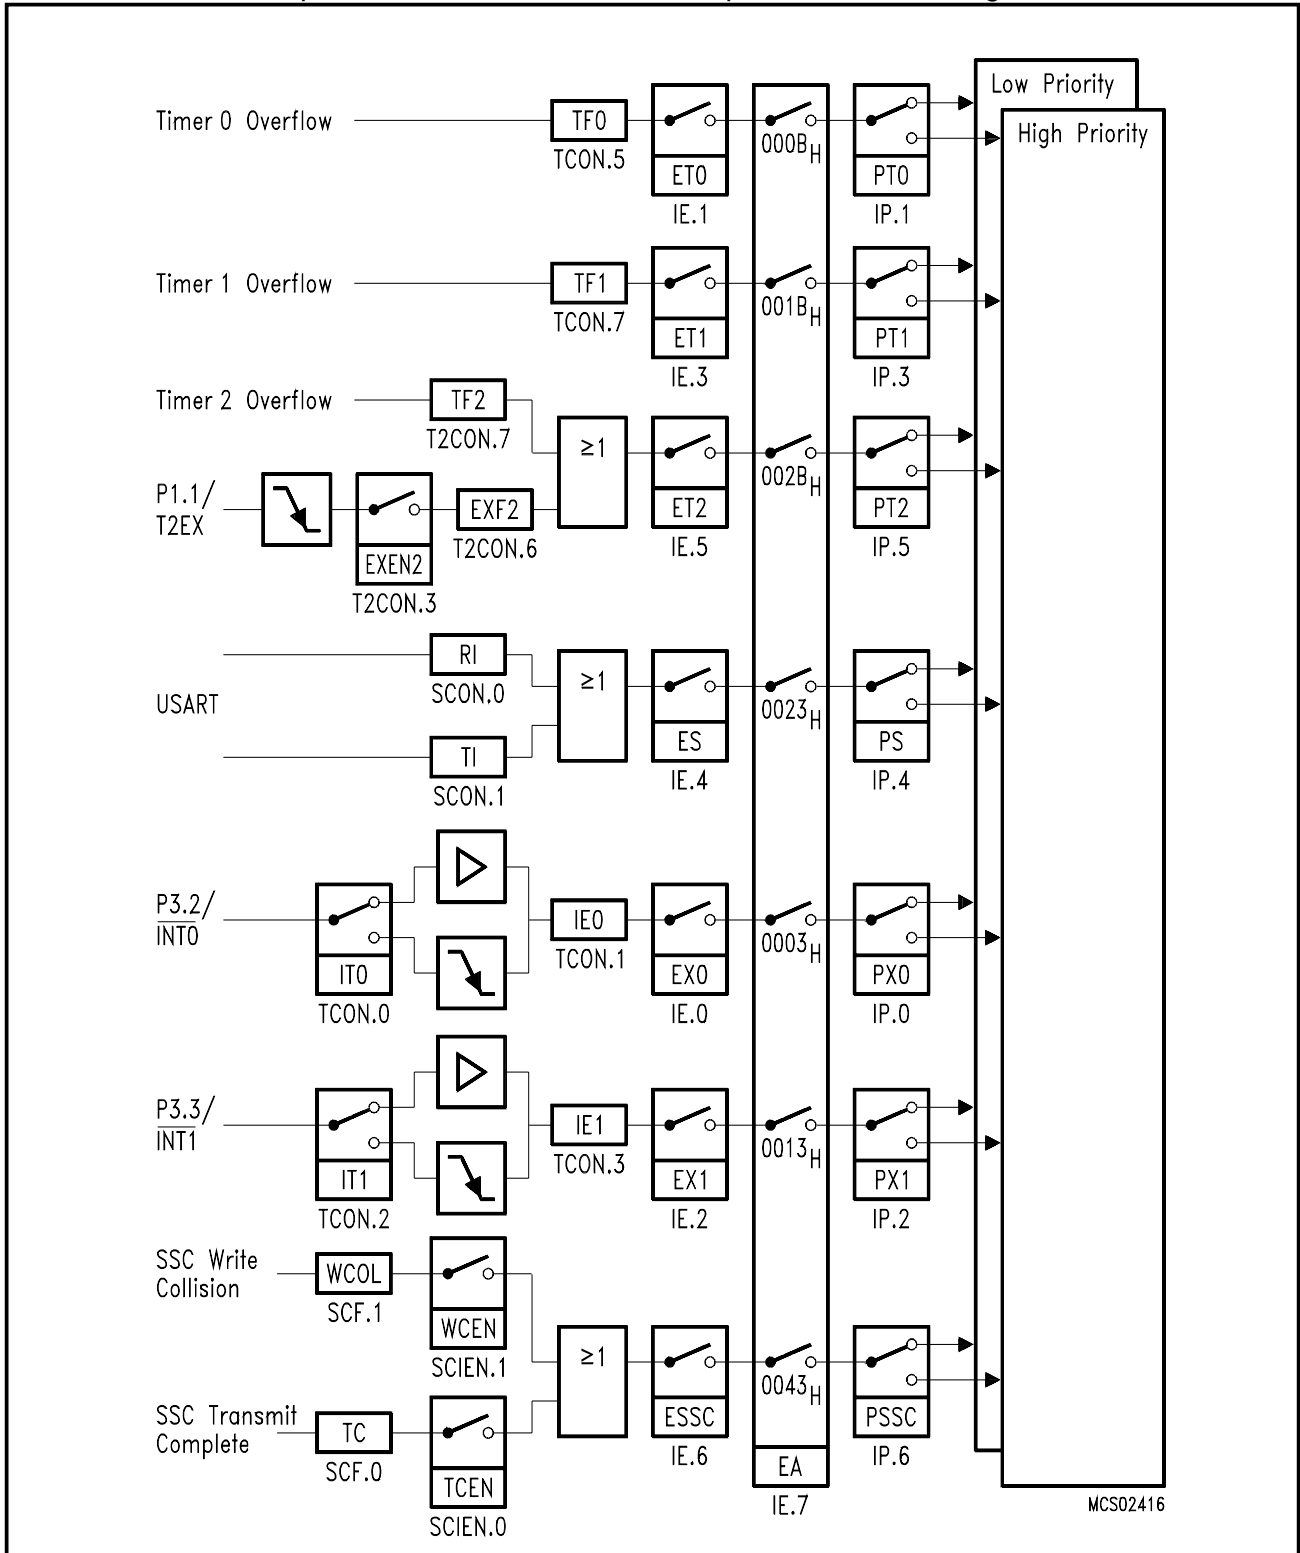 Low Priority
High Priority
Timer 0 Overflow
TF0
TCON.5
ET0
IE.1
000BH
PT0
IP.1
Timer 1 Overflow
TF1
TCON.7
ET1
IE.3
001BH
PT1
IP.3
Timer 2 Overflow
TF2
T2CON.7
P1.1/
T2EX
EXEN2
T2CON.3
EXF2
T2CON.6
≥1
ET2
IE.5
002BH
PT2
IP.5
USART
RI
SCON.0
TI
SCON.1
≥1
ES
IE.4
0023H
PS
IP.4
P3.2/
INT0
IT0
TCON.0
IE0
TCON.1
EX0
IE.0
0003H
PX0
IP.0
P3.3/
INT1
IT1
TCON.2
IE1
TCON.3
EX1
IE.2
0013H
PX1
IP.2
SSC Write
Collision
WCOL
SCF.1
WCEN
SCIEN.1
SSC Transmit
Complete
TC
SCF.0
TCEN
SCIEN.0
≥1
ESSC
IE.6
0043H
PSSC
IP.6
EA
IE.7
MCS02416